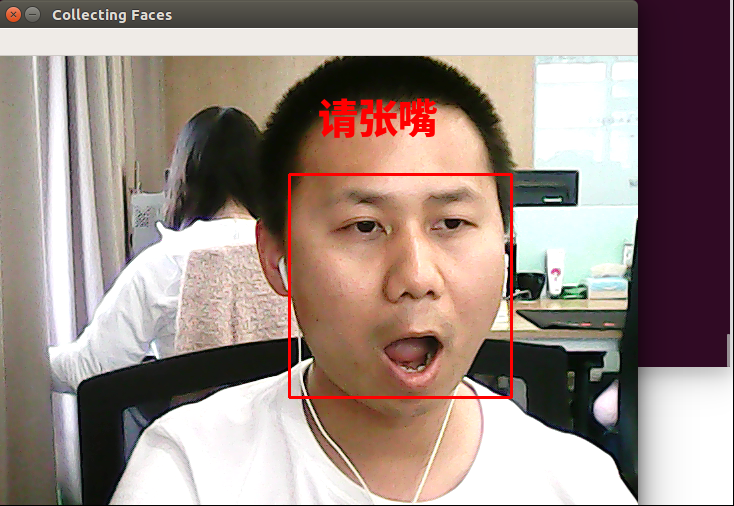 Collecting Faces
请张嘴